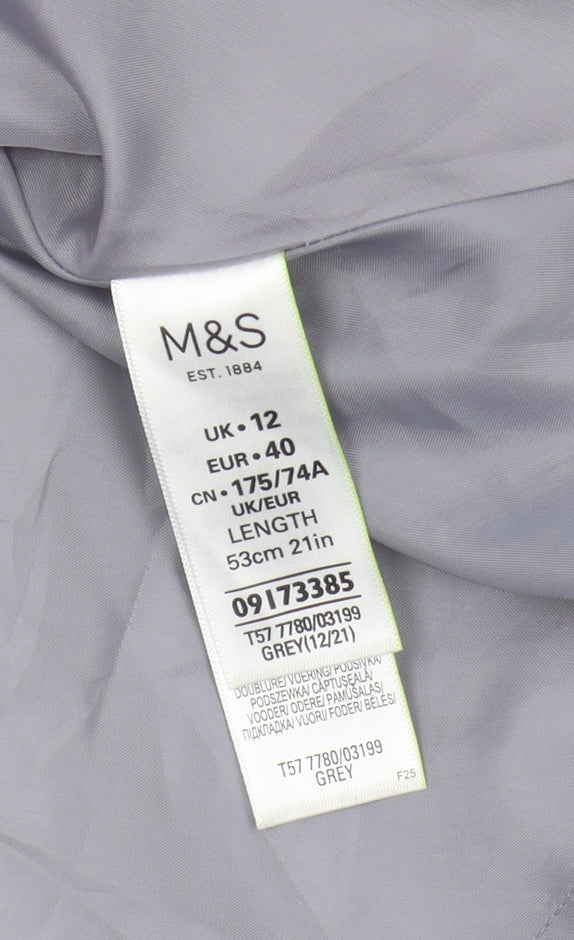 M&S
EST. 1884
UK•12
EUR•40
CN•175/74A
UK/EUR
LENGTH
53cm 21in
09173385
T57 7780/03199
GREY(12/21)
DOUBLURE/ VOERING/ PODSIVKA/
PODSZEWKA/ CĂPTUŞEALĂ/
VOODER/ ODERE/ PAMUŠALAS/
ПІДКЛАДКА/ VUORI/ FODER/ BÉLÉS/
T57 7780/03199
GREY
F25